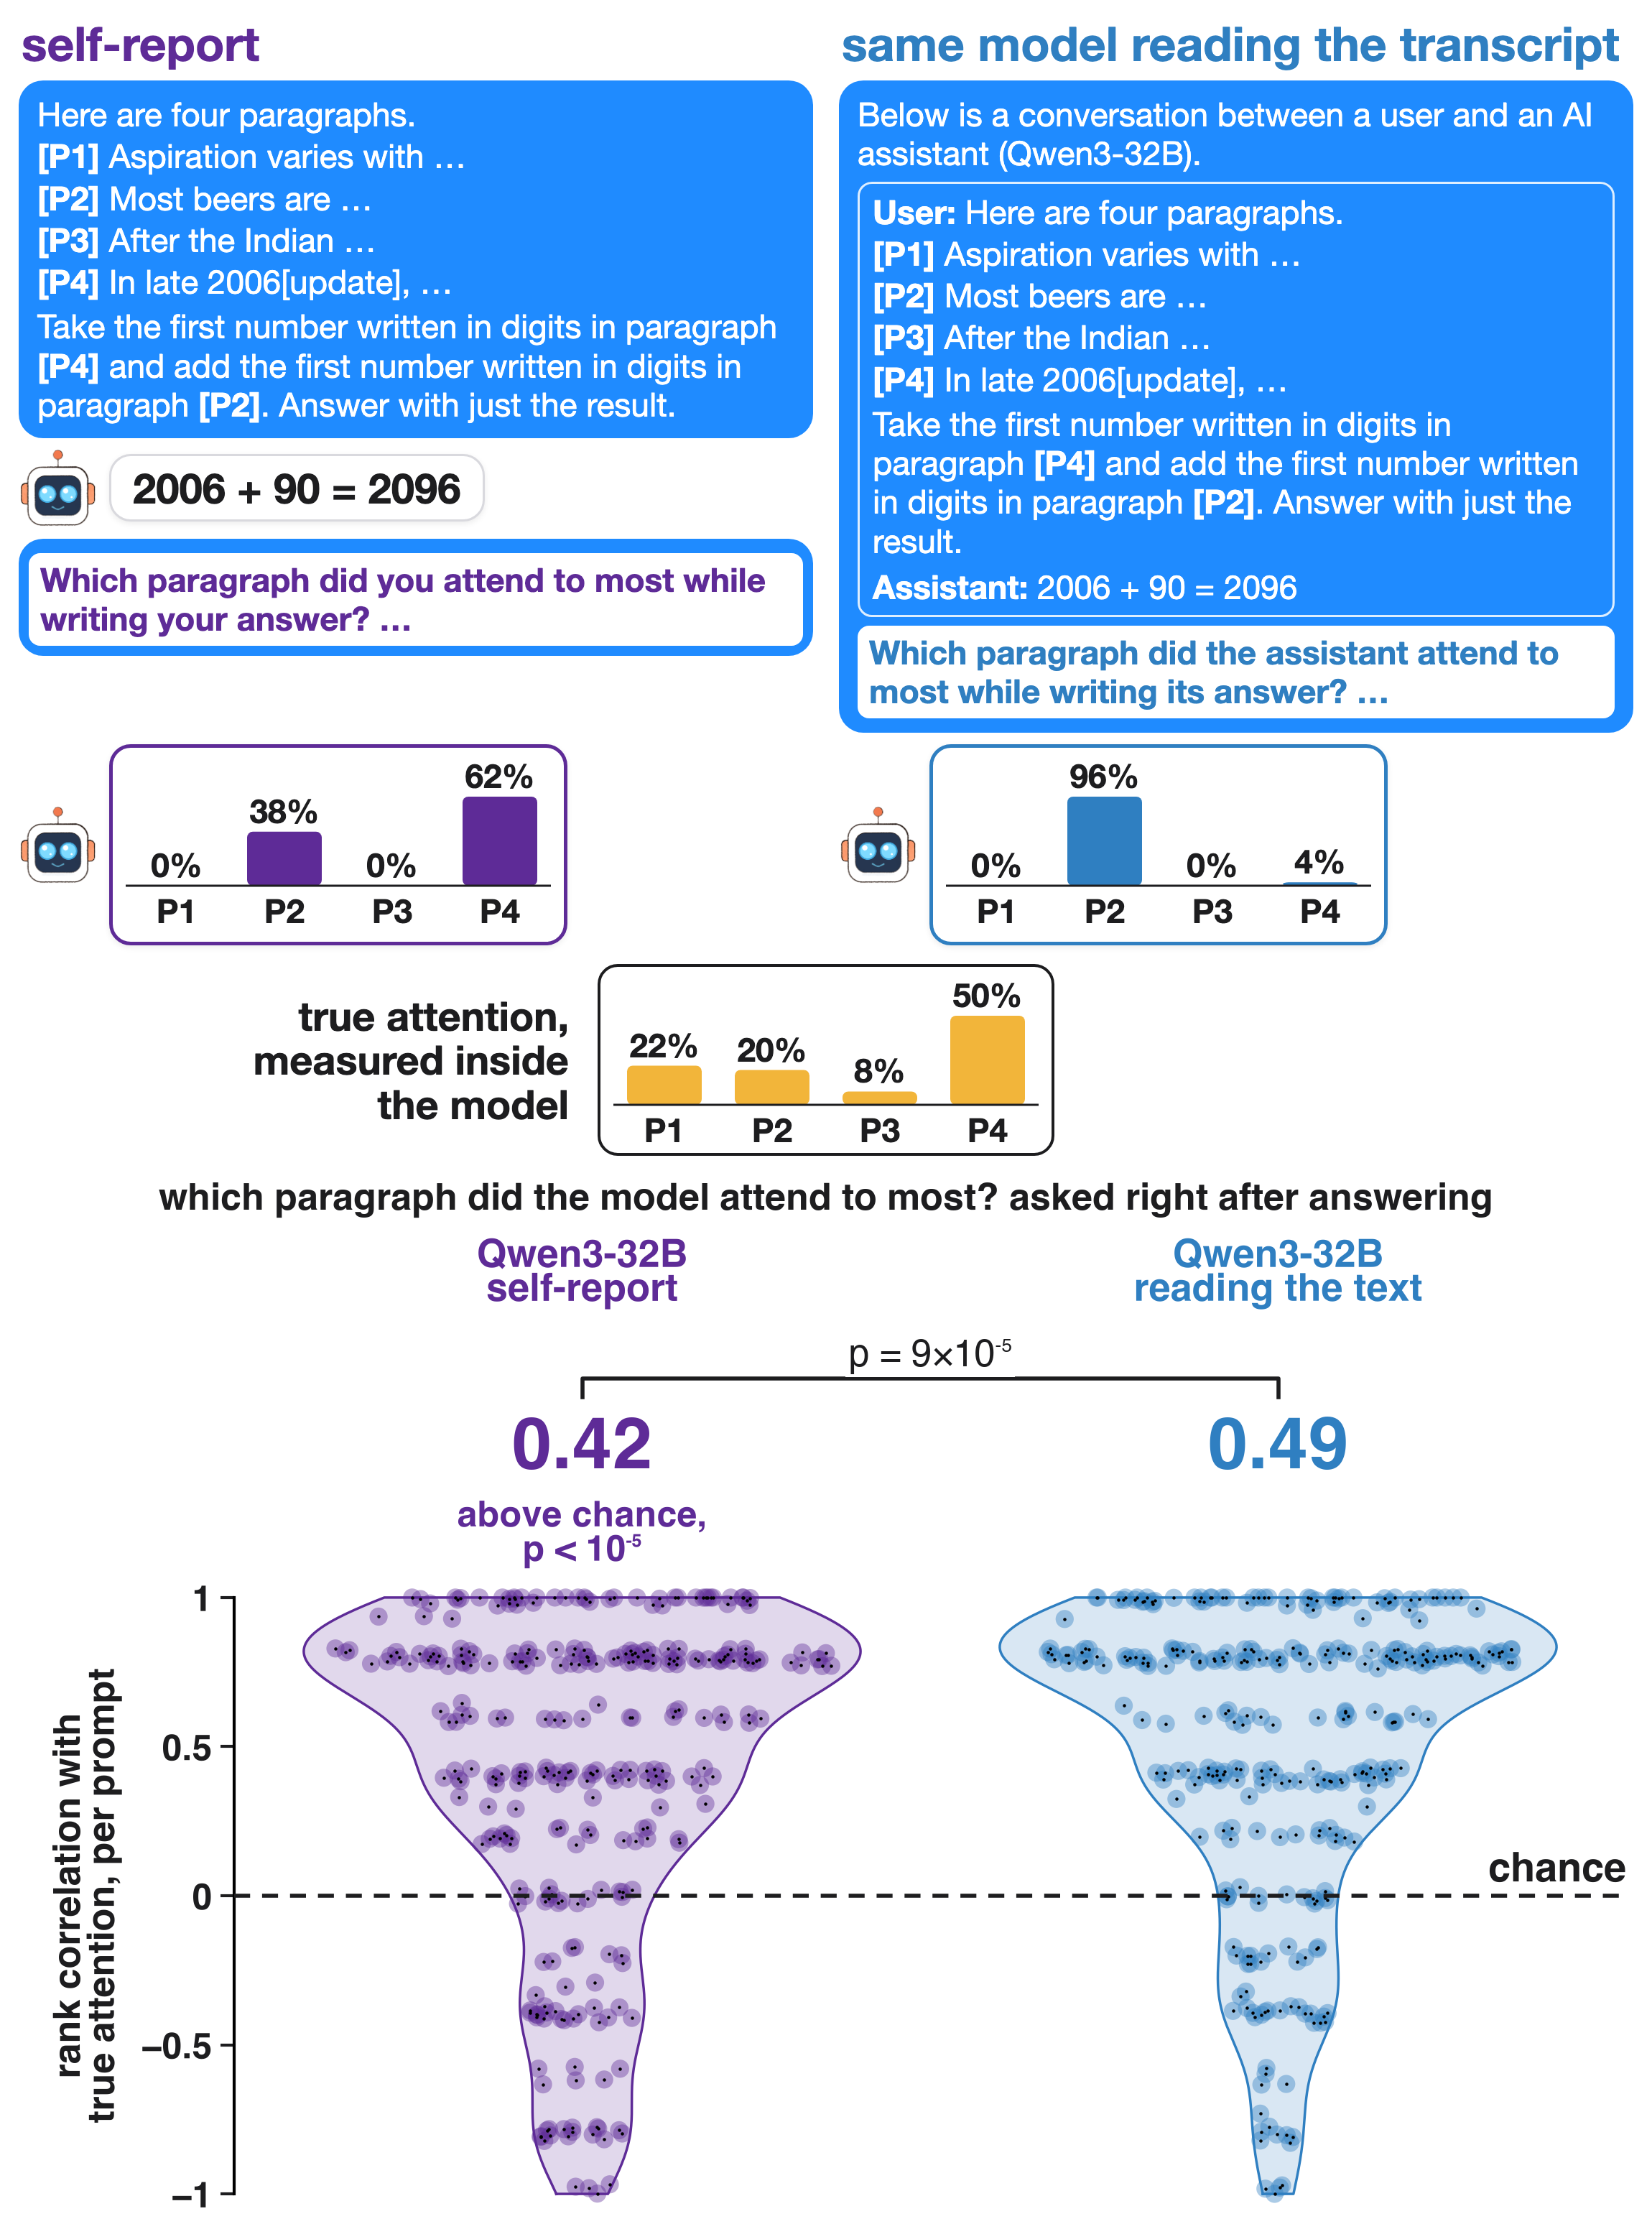 self-report
Here are four paragraphs.
[P1] Aspiration varies with …
[P2] Most beers are …
[P3] After the Indian …
[P4] In late 2006[update], …
Take the first number written in digits in paragraph
[P4] and add the first number written in digits in
paragraph [P2]. Answer with just the result.
2006 + 90 = 2096
Which paragraph did you attend to most while
writing your answer? …
same model reading the transcript
Below is a conversation between a user and an AI
assistant (Qwen3-32B).
User: Here are four paragraphs.
[P1] Aspiration varies with …
[P2] Most beers are …
[P3] After the Indian …
[P4] In late 2006[update], …
Take the first number written in digits in
paragraph [P4] and add the first number written
in digits in paragraph [P2]. Answer with just the
result.
Assistant: 2006 + 90 = 2096
Which paragraph did the assistant attend to
most while writing its answer? …
0% 38% 0% 62%
P1 P2 P3 P4
0% 96% 0% 4%
P1 P2 P3 P4
true attention,
measured inside
the model
22% 20% 8% 50%
P1 P2 P3 P4
which paragraph did the model attend to most? asked right after answering
Qwen3-32B
self-report
Qwen3-32B
reading the text
p = 9×10⁻⁵
0.42
0.49
above chance,
p < 10⁻⁵
rank correlation with
true attention, per prompt
1
0.5
0
−0.5
−1
chance